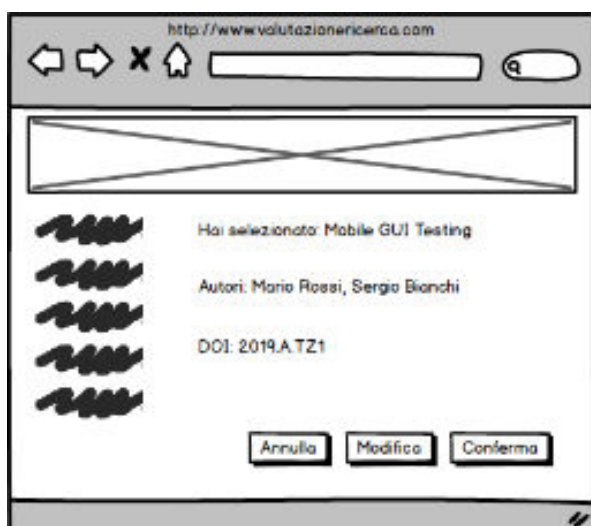 http://www.valutazionericerca.com
Hai selezionato: Mobile GUI Testing
Autori: Mario Rossi, Sergio Bianchi
DOI: 2019.A.TZ1
Annulla Modifica Conferma